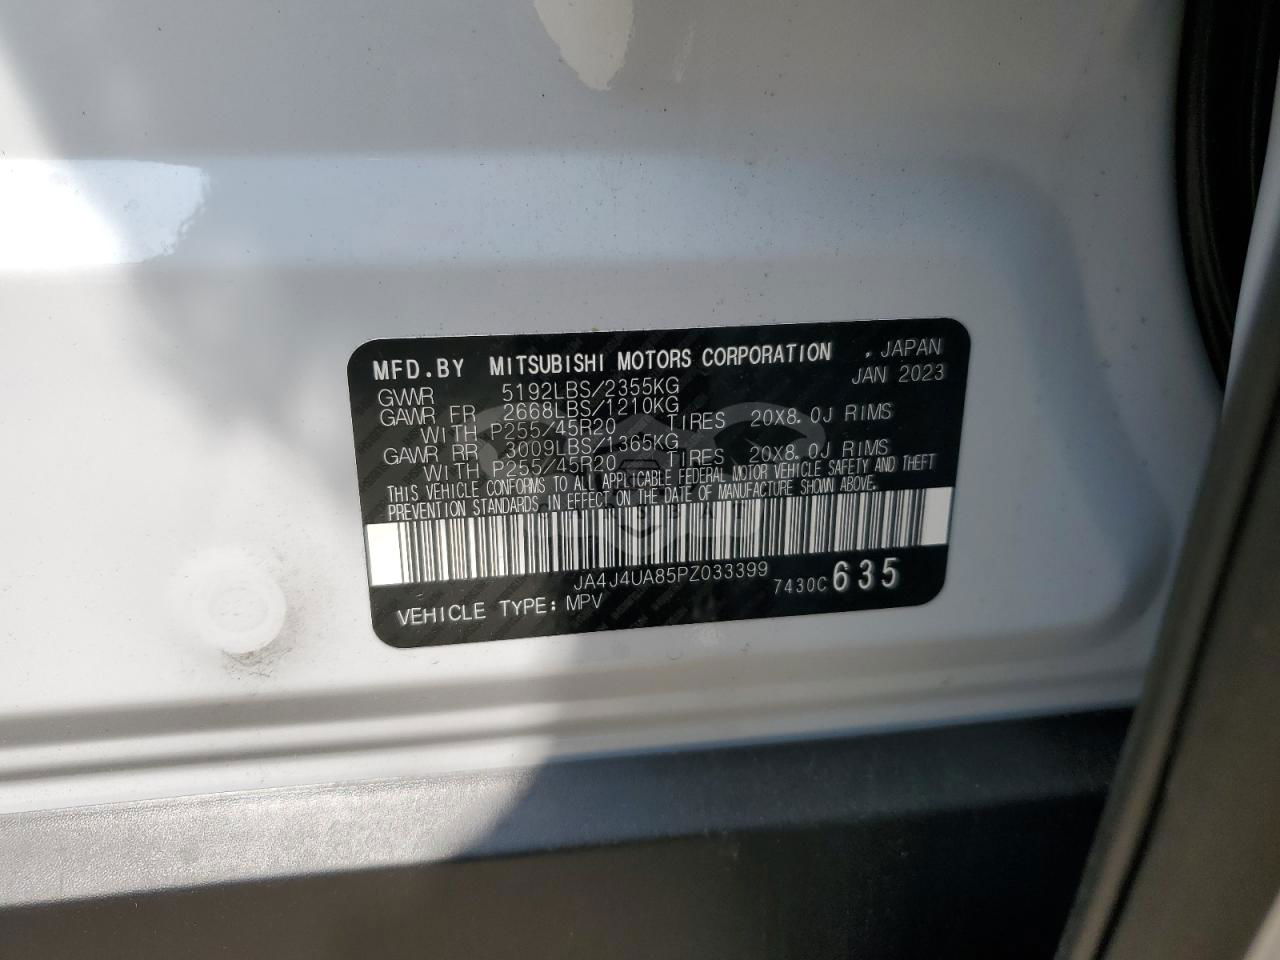 MFD.BY MITSUBISHI MOTORS CORPORATION , JAPAN
JAN 2023
GVWR 5192LBS/2355KG
GAWR FR 2668LBS/1210KG
WITH P255/45R20 TIRES 20X8.0J RIMS
GAWR RR 3009LBS/1365KG
WITH P255/45R20 TIRES 20X8.0J RIMS
THIS VEHICLE CONFORMS TO ALL APPLICABLE FEDERAL MOTOR VEHICLE SAFETY AND THEFT
PREVENTION STANDARDS IN EFFECT ON THE DATE OF MANUFACTURE SHOWN ABOVE.
JA4J4UA85PZ033399
7430C 635
VEHICLE TYPE: MPV